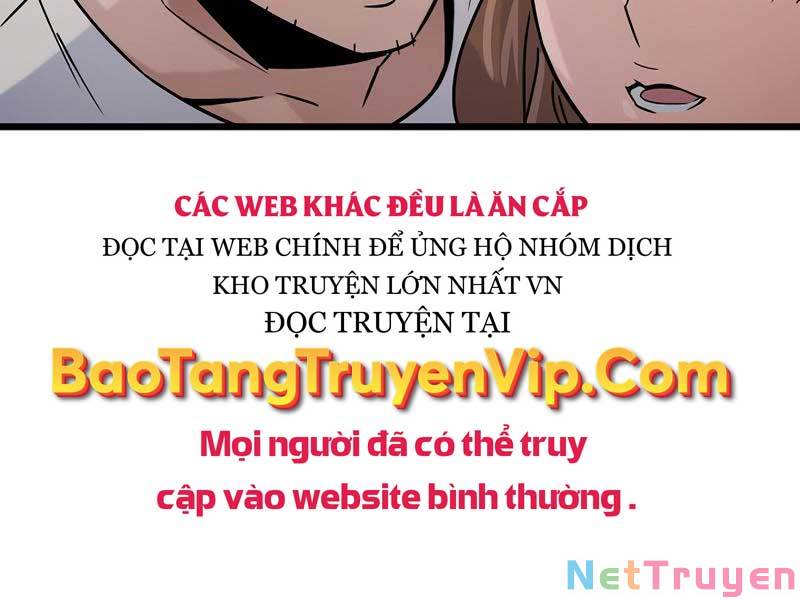 CÁC WEB KHÁC ĐỀU LÀ ĂN CẮP
ĐỌC TẠI WEB CHÍNH ĐỂ ỦNG HỘ NHÓM DỊCH
KHO TRUYỆN LỚN NHẤT VN
ĐỌC TRUYỆN TẠI
BaoTangTruyenVip.Com
Mọi người đã có thể truy
cập vào website bình thường .
NetTruyen